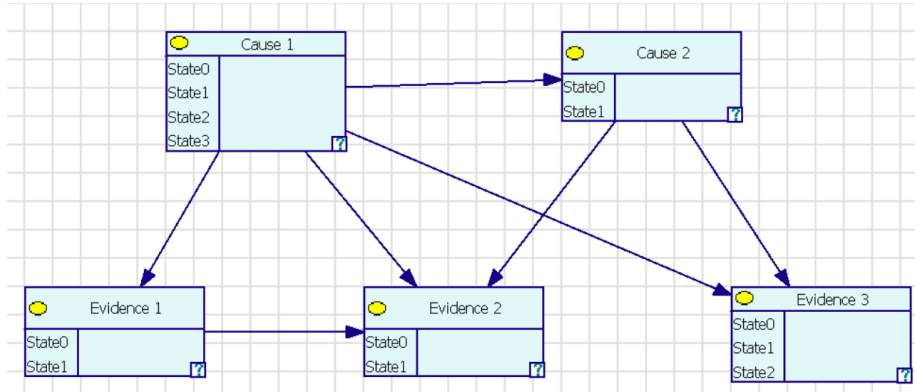 Cause 1
State0
State1
State2
State3
?
Cause 2
State0
State1
?
Evidence 1
State0
State1
?
Evidence 2
State0
State1
?
Evidence 3
State0
State1
State2
?